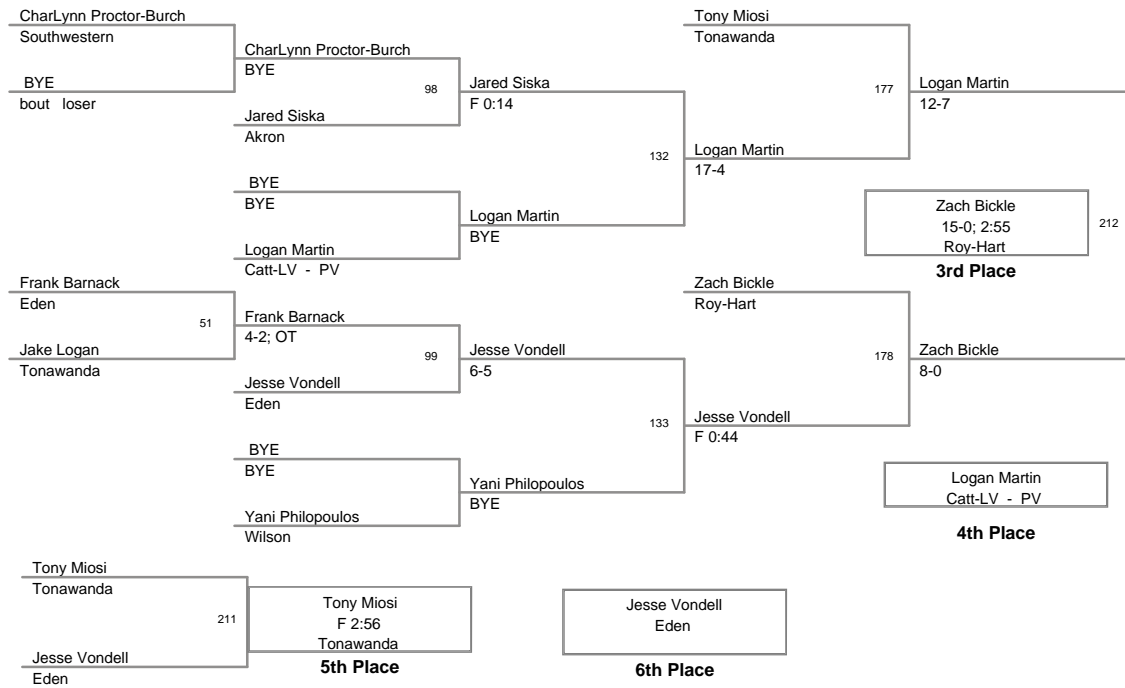 CharLynn Proctor-Burch
Southwestern
BYE
bout loser
CharLynn Proctor-Burch
BYE
98
Jared Siska
Akron
Jared Siska
F 0:14
BYE
BYE
Logan Martin
Catt-LV - PV
Logan Martin
BYE
132
Logan Martin
17-4
Tony Miosi
Tonawanda
177
Logan Martin
12-7
Zach Bickle
15-0; 2:55
Roy-Hart
212
3rd Place
Frank Barnack
Eden
51
Jake Logan
Tonawanda
Frank Barnack
4-2; OT
99
Jesse Vondell
Eden
Jesse Vondell
6-5
BYE
BYE
Yani Philopoulos
Wilson
Yani Philopoulos
BYE
133
Jesse Vondell
F 0:44
Zach Bickle
Roy-Hart
178
Zach Bickle
8-0
Logan Martin
Catt-LV - PV
4th Place
Tony Miosi
Tonawanda
211
Jesse Vondell
Eden
Tony Miosi
F 2:56
Tonawanda
5th Place
Jesse Vondell
Eden
6th Place